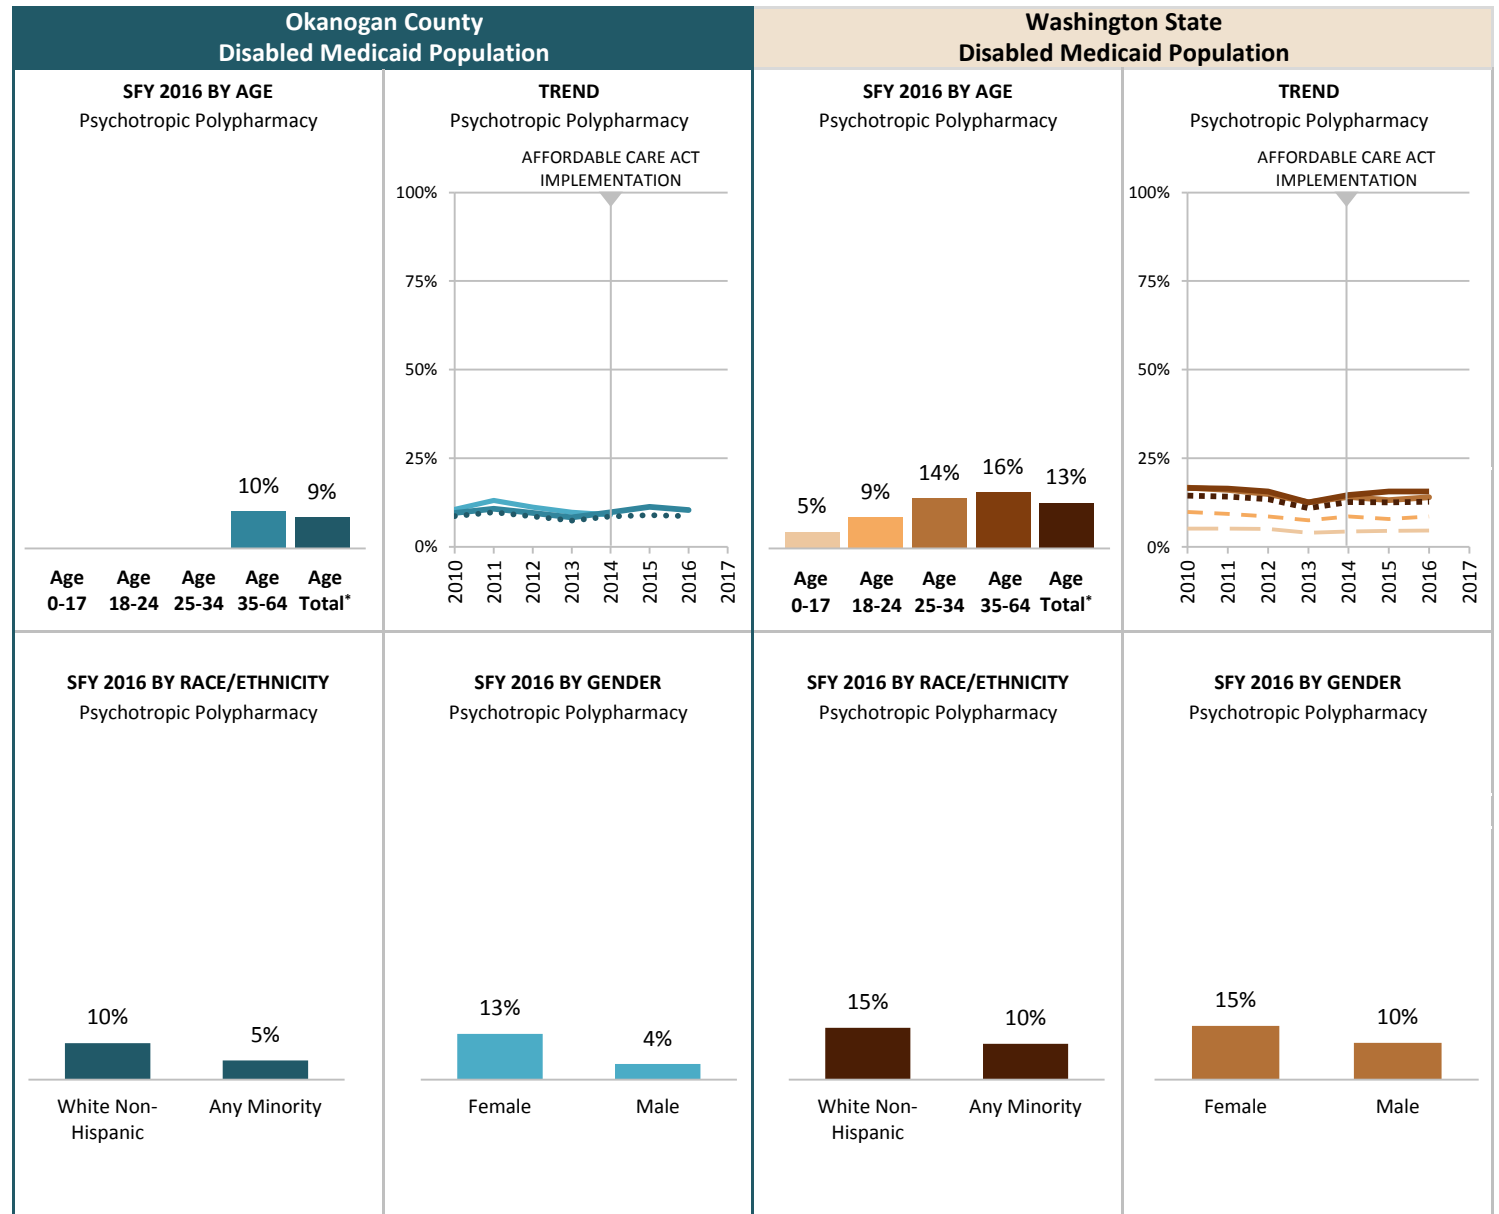 Okanogan County
Disabled Medicaid Population
Washington State
Disabled Medicaid Population
SFY 2016 BY AGE
Psychotropic Polypharmacy
10%
9%
Age Age Age Age Age
0-17 18-24 25-34 35-64 Total*
TREND
Psychotropic Polypharmacy
AFFORDABLE CARE ACT
IMPLEMENTATION
100%
75%
50%
25%
0%
2010
2011
2012
2013
2014
2015
2016
2017
SFY 2016 BY AGE
Psychotropic Polypharmacy
5%
9%
14%
16%
13%
Age Age Age Age Age
0-17 18-24 25-34 35-64 Total*
TREND
Psychotropic Polypharmacy
AFFORDABLE CARE ACT
IMPLEMENTATION
100%
75%
50%
25%
0%
2010
2011
2012
2013
2014
2015
2016
2017
SFY 2016 BY RACE/ETHNICITY
Psychotropic Polypharmacy
10%
5%
White Non-
Hispanic
Any Minority
SFY 2016 BY GENDER
Psychotropic Polypharmacy
13%
4%
Female
Male
SFY 2016 BY RACE/ETHNICITY
Psychotropic Polypharmacy
15%
10%
White Non-
Hispanic
Any Minority
SFY 2016 BY GENDER
Psychotropic Polypharmacy
15%
10%
Female
Male